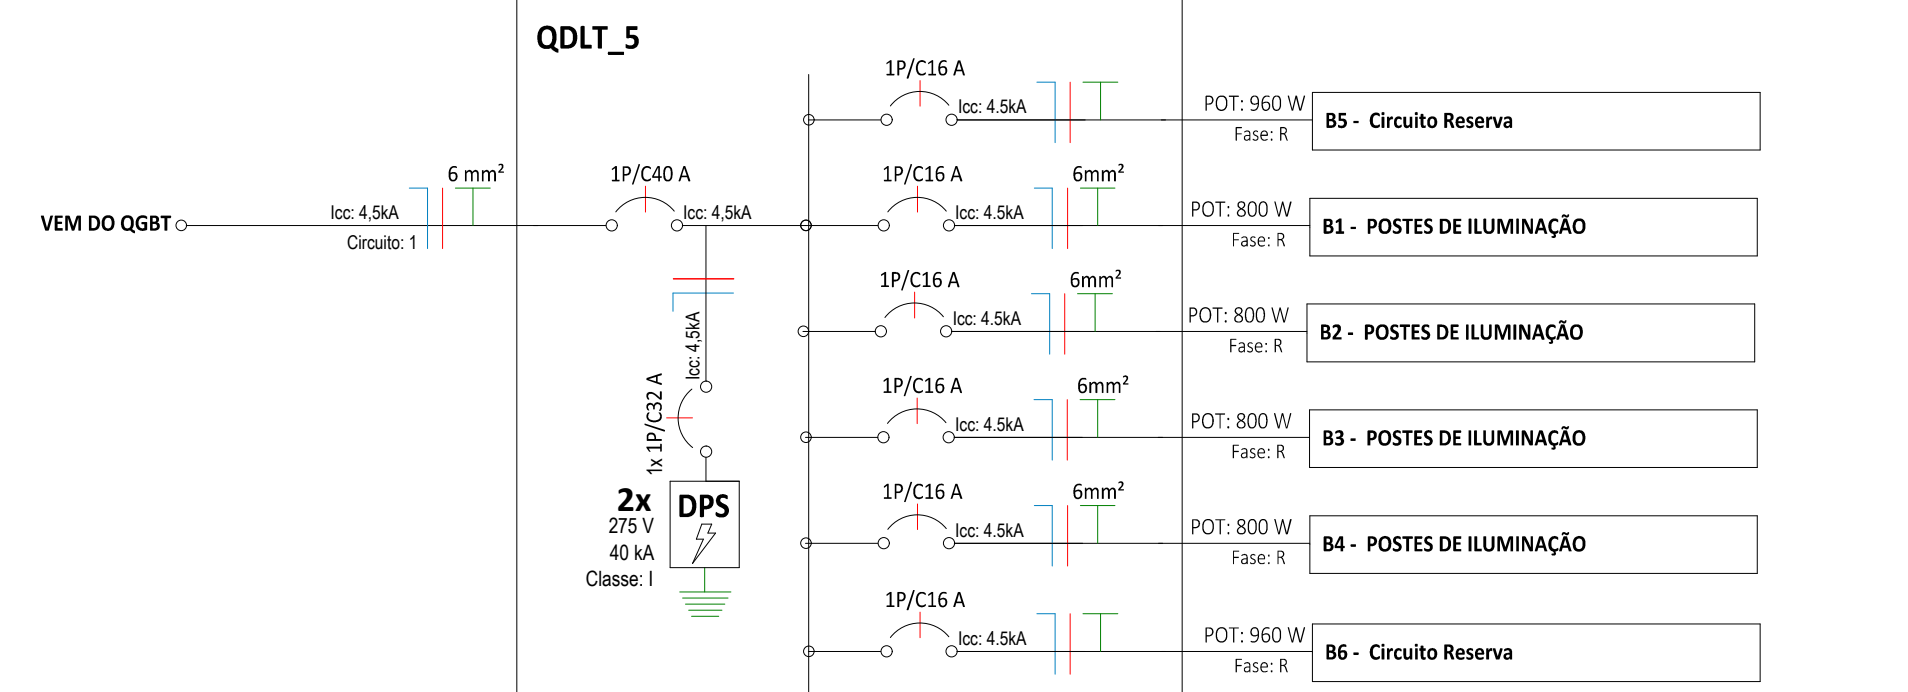 QDLT_5
1P/C16 A
Icc: 4.5kA
POT: 960 W
Fase: R
B5 - Circuito Reserva
VEM DO QGBT
Icc: 4,5kA
Circuito: 1
6 mm²
1P/C40 A
Icc: 4,5kA
1P/C16 A
Icc: 4.5kA
6mm²
POT: 800 W
Fase: R
B1 - POSTES DE ILUMINAÇÃO
1P/C16 A
Icc: 4.5kA
6mm²
POT: 800 W
Fase: R
B2 - POSTES DE ILUMINAÇÃO
Icc: 4,5kA
1x 1P/C32 A
1P/C16 A
Icc: 4.5kA
6mm²
POT: 800 W
Fase: R
B3 - POSTES DE ILUMINAÇÃO
2x
275 V
40 kA
Classe: I
DPS
1P/C16 A
Icc: 4.5kA
6mm²
POT: 800 W
Fase: R
B4 - POSTES DE ILUMINAÇÃO
1P/C16 A
Icc: 4.5kA
POT: 960 W
Fase: R
B6 - Circuito Reserva